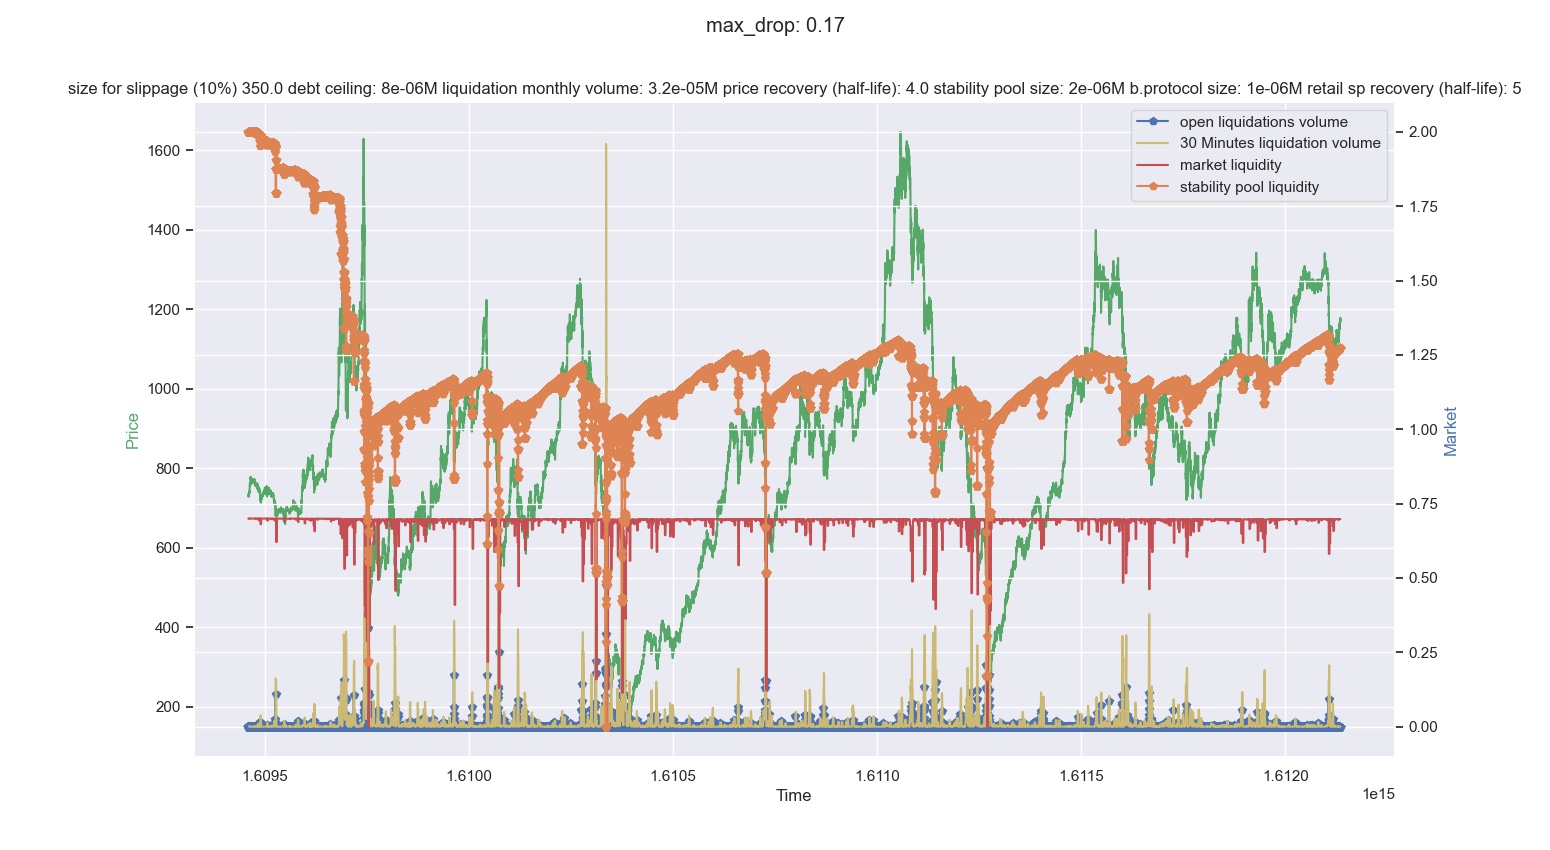 max_drop: 0.17
size for slippage (10%) 350.0 debt ceiling: 8e-06M liquidation monthly volume: 3.2e-05M price recovery (half-life): 4.0 stability pool size: 2e-06M b.protocol size: 1e-06M retail sp recovery (half-life): 5
open liquidations volume
30 Minutes liquidation volume
market liquidity
stability pool liquidity
1600
1400
1200
1000
800
600
400
200
Price
2.00
1.75
1.50
1.25
1.00
0.75
0.50
0.25
0.00
Market
1.6095
1.6100
1.6105
1.6110
1.6115
1.6120
Time
1e15